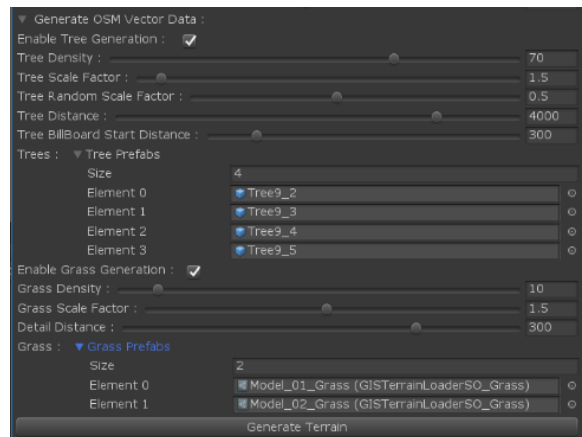 Generate OSM Vector Data :
Enable Tree Generation :
Tree Density : 70
Tree Scale Factor : 1.5
Tree Random Scale Factor : 0.5
Tree Distance : 4000
Tree BillBoard Start Distance : 300
Trees : Tree Prefabs
Size 4
Element 0 Tree9_2
Element 1 Tree9_3
Element 2 Tree9_4
Element 3 Tree9_5
Enable Grass Generation :
Grass Density : 10
Grass Scale Factor : 1.5
Detail Distance : 300
Grass : Grass Prefabs
Size 2
Element 0 Model_01_Grass (GISTerrainLoaderSO_Grass)
Element 1 Model_02_Grass (GISTerrainLoaderSO_Grass)
Generate Terrain